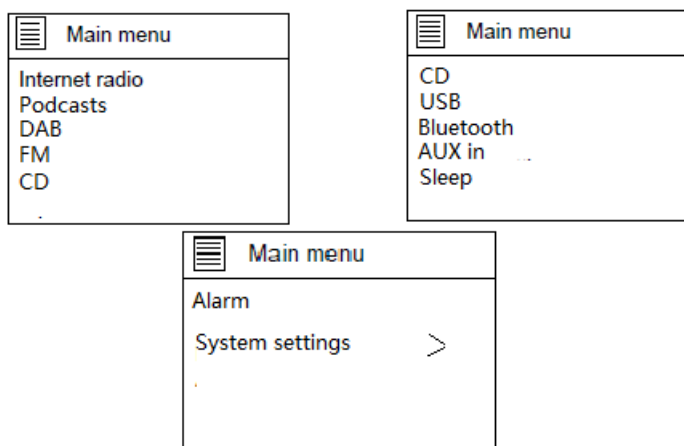 Main menu
Internet radio
Podcasts
DAB
FM
CD
Main menu
CD
USB
Bluetooth
AUX in
Sleep
Main menu
Alarm
System settings >